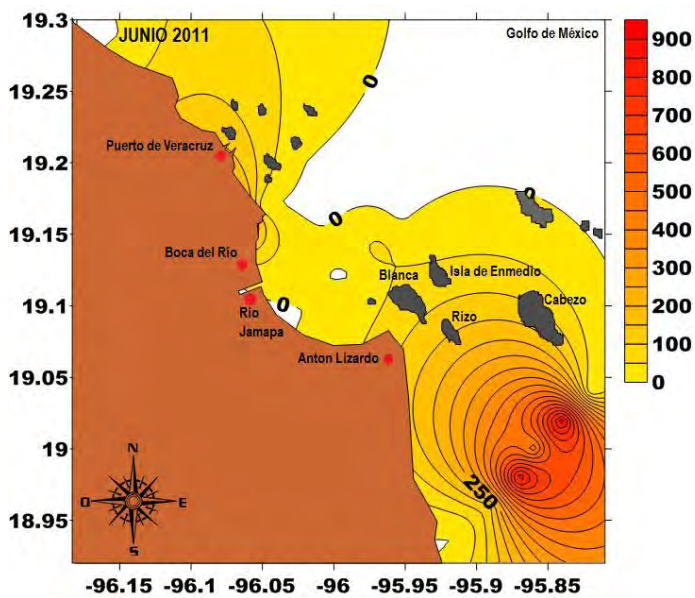 19.3
JUNIO 2011
Golfo de México
900
0
19.25
800
700
19.2
Puerto de Veracruz
600
0
0
500
19.15
Boca del Río
400
Blanca
Isla de Enmedio
300
19.1
0
Cabezo
Río
Jamapa
Rizo
200
Anton Lizardo
100
19.05
0
19
250
N
O
E
S
18.95
-96.15
-96.1
-96.05
-96
-95.95
-95.9
-95.85